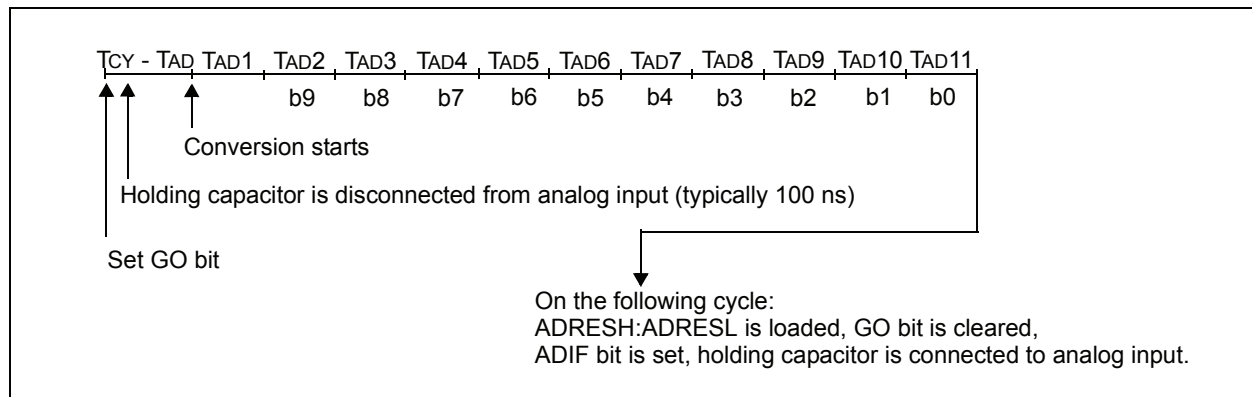 TCY - TAD TAD1 TAD2 TAD3 TAD4 TAD5 TAD6 TAD7 TAD8 TAD9 TAD10 TAD11
b9 b8 b7 b6 b5 b4 b3 b2 b1 b0
Conversion starts
Holding capacitor is disconnected from analog input (typically 100 ns)
Set GO bit
On the following cycle:
ADRESH:ADRESL is loaded, GO bit is cleared,
ADIF bit is set, holding capacitor is connected to analog input.